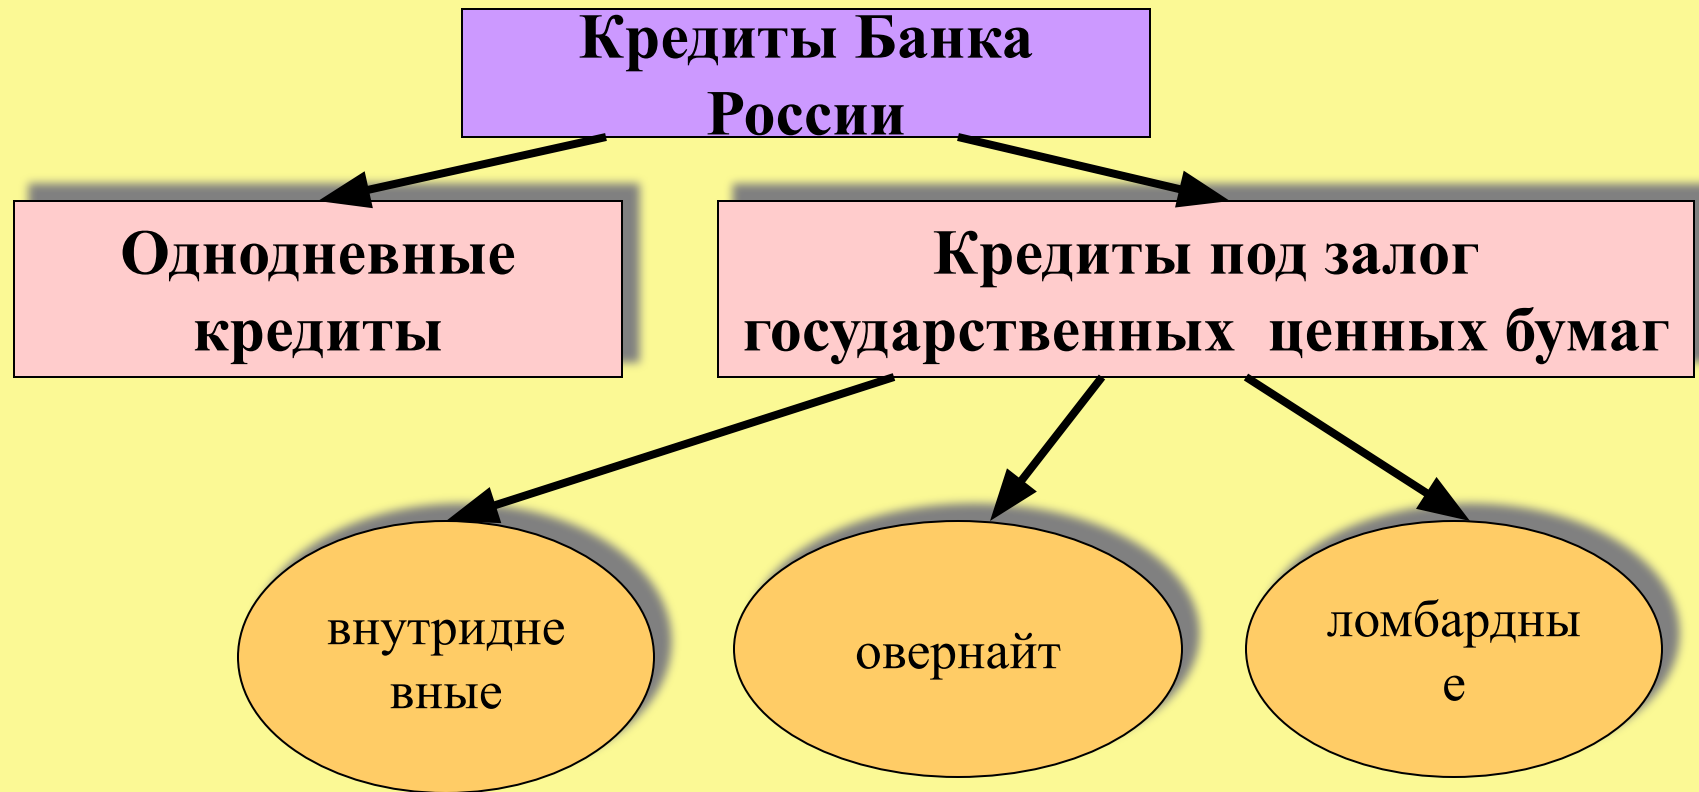 Кредиты Банка
России
Однодневные
кредиты
Кредиты под залог
государственных  ценных бумаг
внутридне
вные
овернайт
ломбардны
е